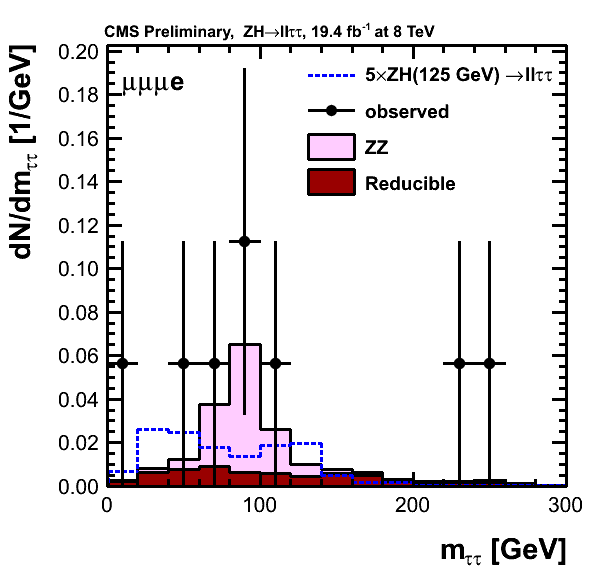 CMS Preliminary, ZH→llττ, 19.4 fb⁻¹ at 8 TeV
μμμe
5×ZH(125 GeV) →llττ
observed
ZZ
Reducible
dN/dm_ττ [1/GeV]
0.20
0.18
0.16
0.14
0.12
0.10
0.08
0.06
0.04
0.02
0.00
0 100 200 300
m_ττ [GeV]